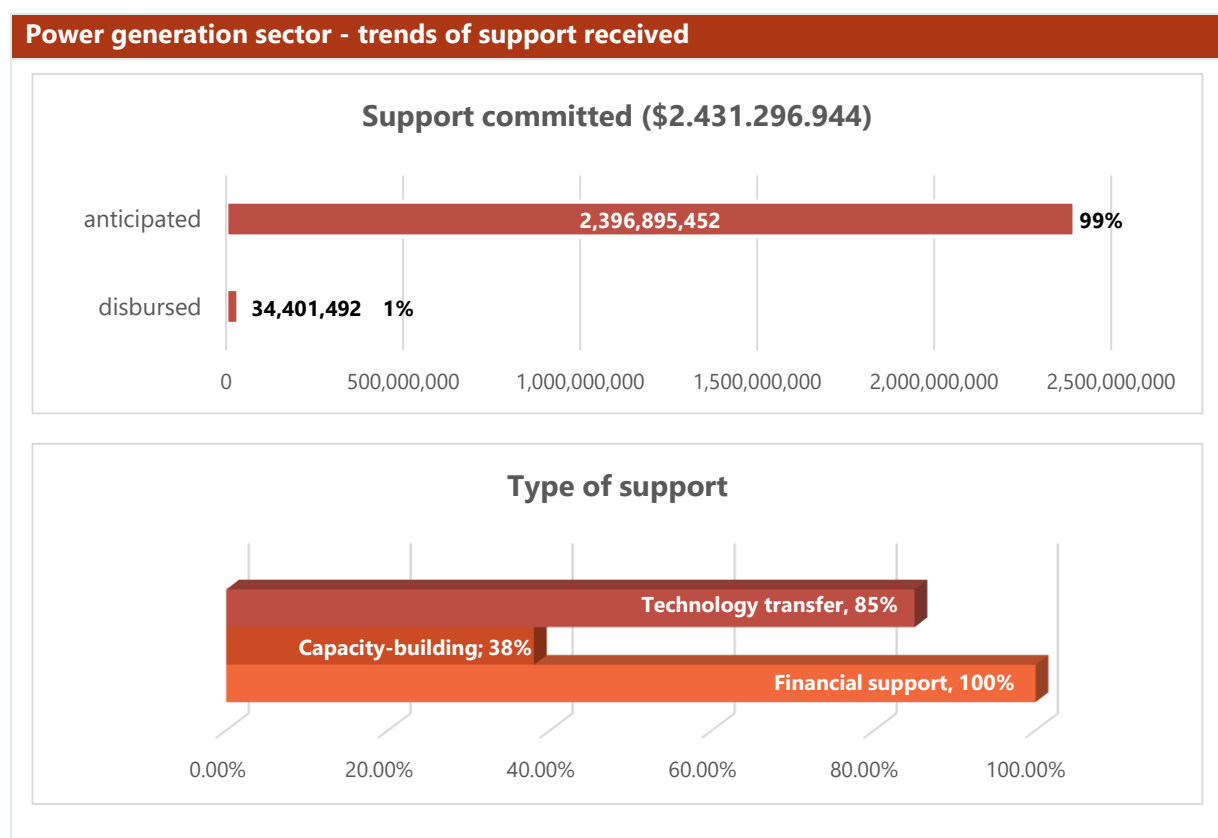 Power generation sector - trends of support received
Support committed ($2.431.296.944)
anticipated 2,396,895,452 99%
disbursed 34,401,492 1%
0 500,000,000 1,000,000,000 1,500,000,000 2,000,000,000 2,500,000,000
Type of support
Technology transfer, 85%
Capacity-building; 38%
Financial support, 100%
0.00% 20.00% 40.00% 60.00% 80.00% 100.00%